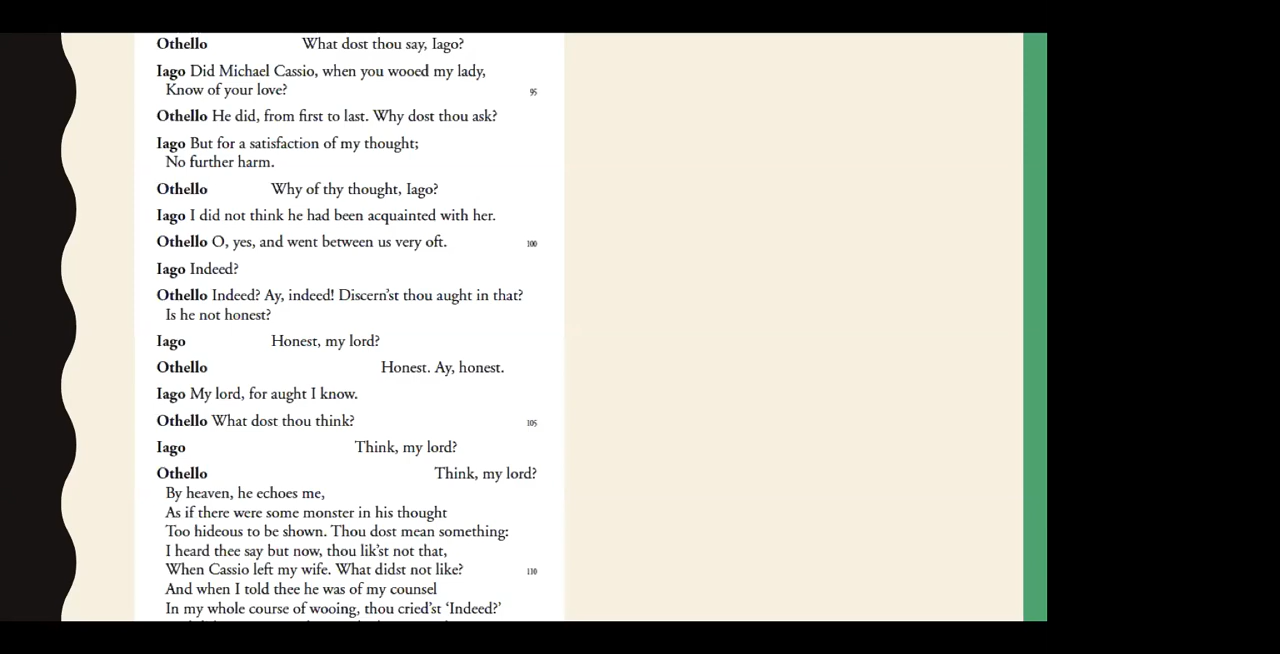 Othello What dost thou say, Iago?
Iago Did Michael Cassio, when you wooed my lady,
Know of your love? 95
Othello He did, from first to last. Why dost thou ask?
Iago But for a satisfaction of my thought;
No further harm.
Othello Why of thy thought, Iago?
Iago I did not think he had been acquainted with her.
Othello O, yes, and went between us very oft. 100
Iago Indeed?
Othello Indeed? Ay, indeed! Discern'st thou aught in that?
Is he not honest?
Iago Honest, my lord?
Othello Honest. Ay, honest.
Iago My lord, for aught I know.
Othello What dost thou think? 105
Iago Think, my lord?
Othello Think, my lord?
By heaven, he echoes me,
As if there were some monster in his thought
Too hideous to be shown. Thou dost mean something:
I heard thee say but now, thou lik'st not that,
When Cassio left my wife. What didst not like? 110
And when I told thee he was of my counsel
In my whole course of wooing, thou cried'st 'Indeed?'